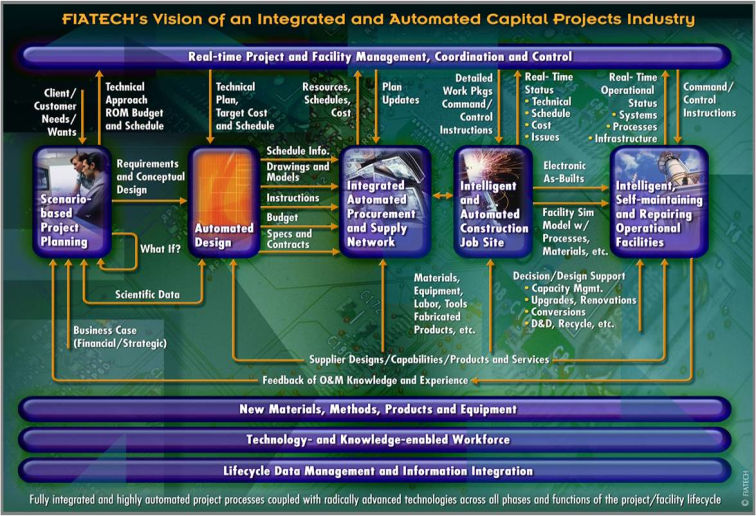 FIATECH's Vision of an Integrated and Automated Capital Projects Industry
Real-time Project and Facility Management, Coordination and Control
Client/
Customer
Needs/
Wants
Technical
Approach
ROM Budget
and Schedule
Technical
Plan,
Target Cost
and Schedule
Resources,
Schedules,
Cost
Plan
Updates
Detailed
Work Pkgs
Command/
Control
Instructions
Real- Time
Status
• Technical
• Schedule
• Cost
• Issues
Real- Time
Operational
Status
• Systems
• Processes
• Infrastructure
Command/
Control
Instructions
Scenario-
based
Project
Planning
Requirements
and Conceptual
Design
Automated
Design
Schedule Info.
Drawings and
Models
Instructions
Budget
Specs and
Contracts
Integrated
Automated
Procurement
and Supply
Network
Intelligent
and
Automated
Construction
Job Site
Electronic
As-Builts
Facility Sim
Model w/
Processes,
Materials, etc.
Intelligent,
Self-maintaining
and Repairing
Operational
Facilities
What If?
Scientific Data
Business Case
(Financial/Strategic)
Materials,
Equipment,
Labor, Tools
Fabricated
Products, etc.
Decision/Design Support
• Capacity Mgmt.
• Upgrades, Renovations
• Conversions
• D&D, Recycle, etc.
Supplier Designs/Capabilities/Products and Services
Feedback of O&M Knowledge and Experience
New Materials, Methods, Products and Equipment
Technology- and Knowledge-enabled Workforce
Lifecycle Data Management and Information Integration
Fully integrated and highly automated project processes coupled with radically advanced technologies across all phases and functions of the project/facility lifecycle
© FIATECH